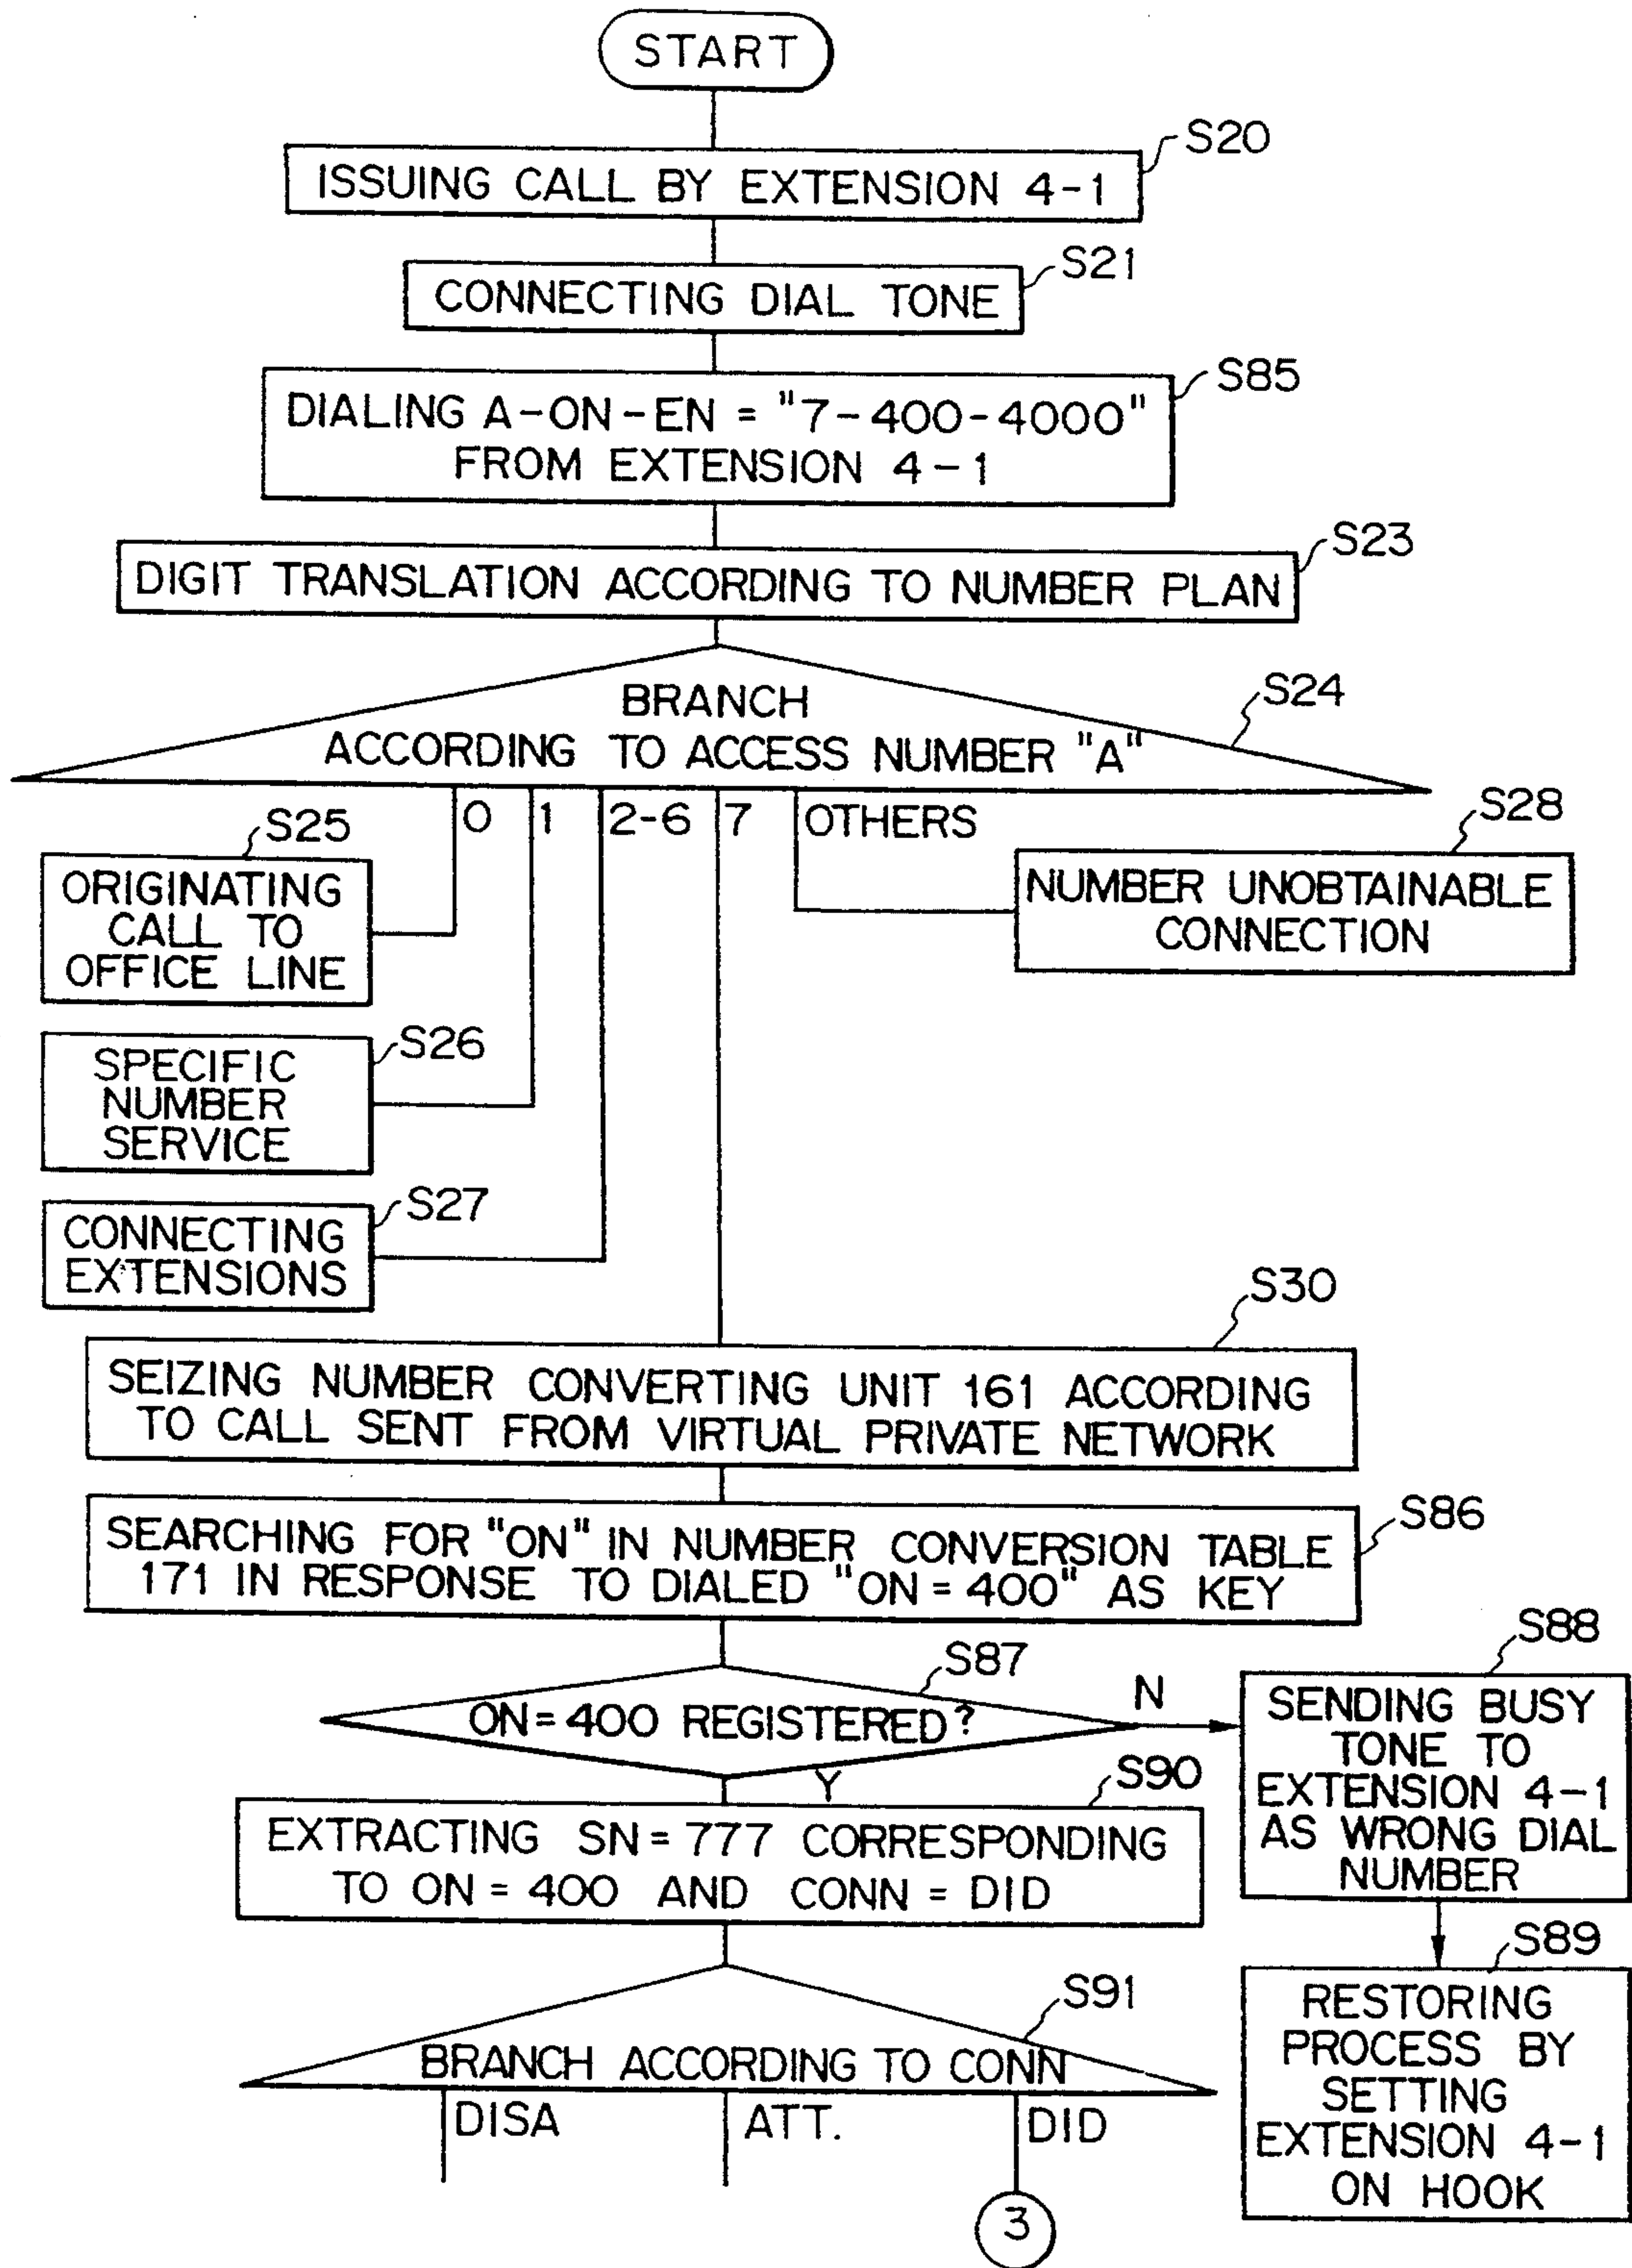 START
S20
ISSUING CALL BY EXTENSION 4-1
S21
CONNECTING DIAL TONE
S85
DIALING A-ON-EN = "7-400-4000"
FROM EXTENSION 4-1
S23
DIGIT TRANSLATION ACCORDING TO NUMBER PLAN
S24
BRANCH
ACCORDING TO ACCESS NUMBER "A"
0 1 2-6 7 OTHERS
S25
ORIGINATING
CALL TO
OFFICE LINE
S28
NUMBER UNOBTAINABLE
CONNECTION
S26
SPECIFIC
NUMBER
SERVICE
S27
CONNECTING
EXTENSIONS
S30
SEIZING NUMBER CONVERTING UNIT 161 ACCORDING
TO CALL SENT FROM VIRTUAL PRIVATE NETWORK
S86
SEARCHING FOR "ON" IN NUMBER CONVERSION TABLE
171 IN RESPONSE TO DIALED "ON = 400" AS KEY
S87
ON = 400 REGISTERED?
N
Y
S88
SENDING BUSY
TONE TO
EXTENSION 4-1
AS WRONG DIAL
NUMBER
S90
EXTRACTING SN = 777 CORRESPONDING
TO ON = 400 AND CONN = DID
S89
RESTORING
PROCESS BY
SETTING
EXTENSION 4-1
ON HOOK
S91
BRANCH ACCORDING TO CONN
DISA ATT. DID
3